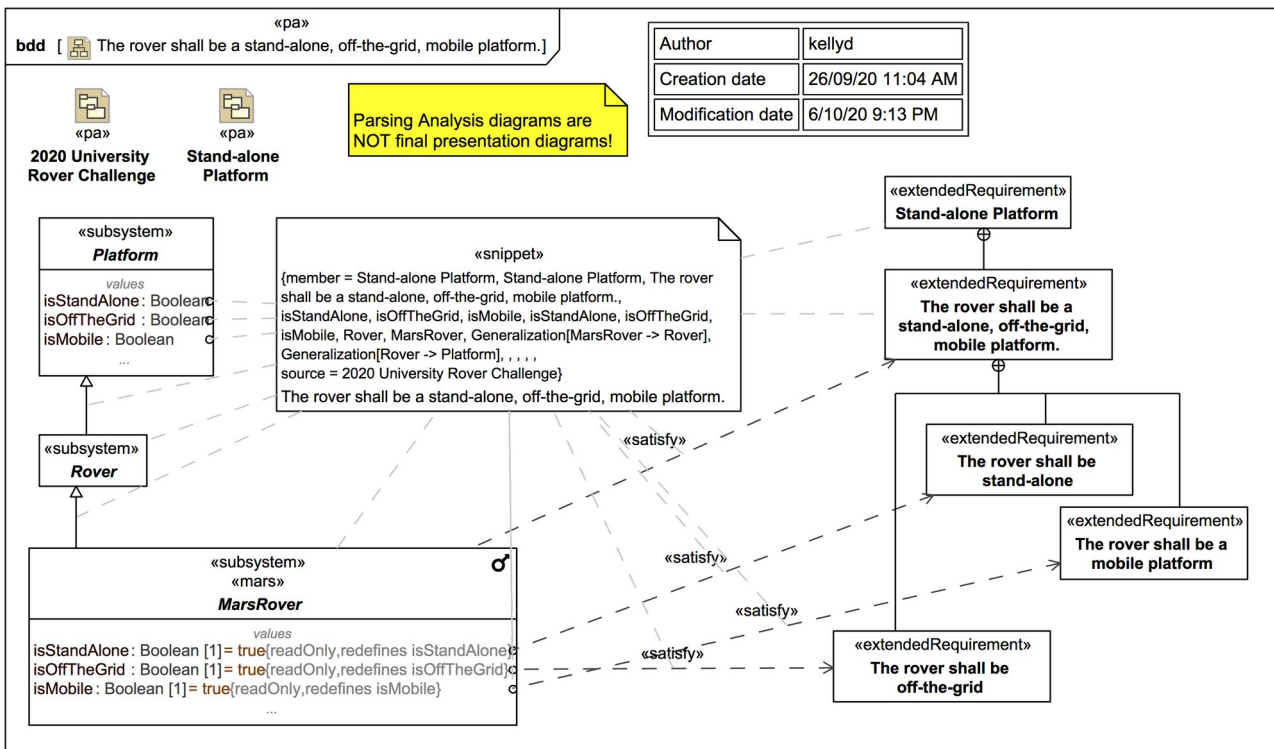 «pa»
bdd [ The rover shall be a stand-alone, off-the-grid, mobile platform.]
Author kellyd
Creation date 26/09/20 11:04 AM
Modification date 6/10/20 9:13 PM
«pa»
2020 University
Rover Challenge
«pa»
Stand-alone
Platform
Parsing Analysis diagrams are
NOT final presentation diagrams!
«subsystem»
Platform
values
isStandAlone : Boolean
isOffTheGrid : Boolean
isMobile : Boolean
...
«snippet»
{member = Stand-alone Platform, Stand-alone Platform, The rover
shall be a stand-alone, off-the-grid, mobile platform.,
isStandAlone, isOffTheGrid, isMobile, isStandAlone, isOffTheGrid,
isMobile, Rover, MarsRover, Generalization[MarsRover -> Rover],
Generalization[Rover -> Platform], , , , ,
source = 2020 University Rover Challenge}
The rover shall be a stand-alone, off-the-grid, mobile platform.
«extendedRequirement»
Stand-alone Platform
«extendedRequirement»
The rover shall be a
stand-alone, off-the-grid,
mobile platform.
«subsystem»
Rover
«satisfy»
«extendedRequirement»
The rover shall be
stand-alone
«extendedRequirement»
The rover shall be a
mobile platform
«satisfy»
«satisfy»
«satisfy»
«subsystem»
«mars»
MarsRover
values
isStandAlone : Boolean [1] = true{readOnly,redefines isStandAlone}
isOffTheGrid : Boolean [1] = true{readOnly,redefines isOffTheGrid}
isMobile : Boolean [1] = true{readOnly,redefines isMobile}
...
«extendedRequirement»
The rover shall be
off-the-grid